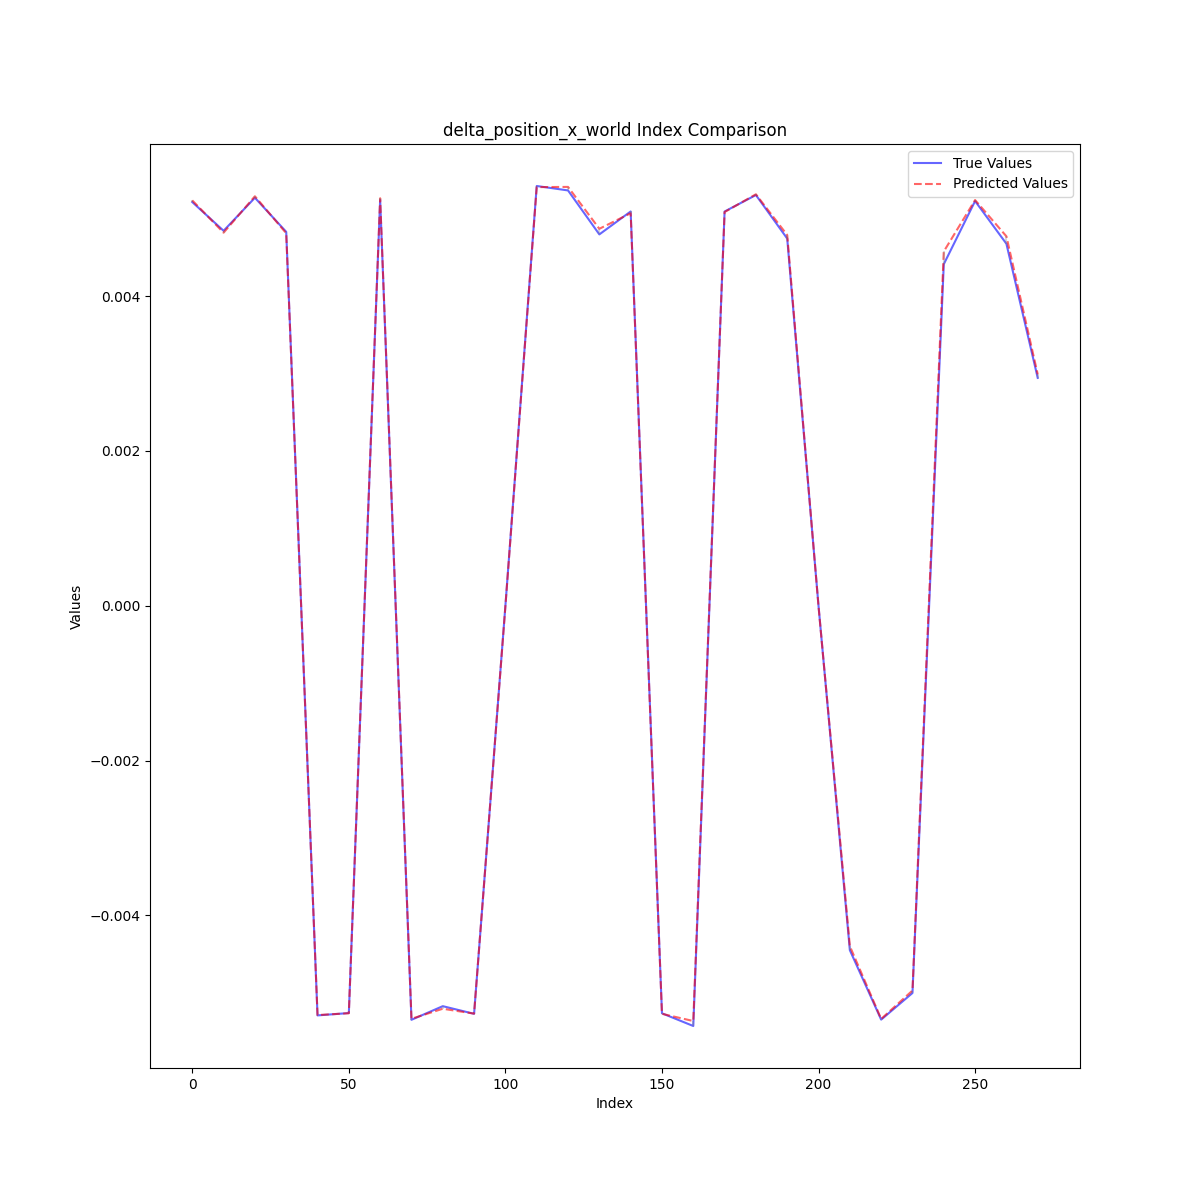 delta_position_x_world Index Comparison
True Values
Predicted Values
0.004
0.002
0.000
−0.002
−0.004
Values
0
50
100
150
200
250
Index